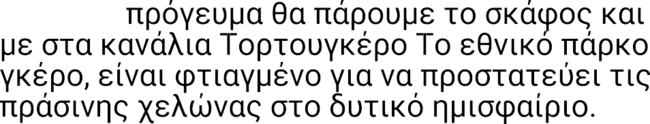 πρόγευμα θα πάρουμε το σκάφος και
με στα κανάλια Τορτουγκέρο Το εθνικό πάρκο
γκέρο, είναι φτιαγμένο για να προστατεύει τις
πράσινης χελώνας στο δυτικό ημισφαίριο.